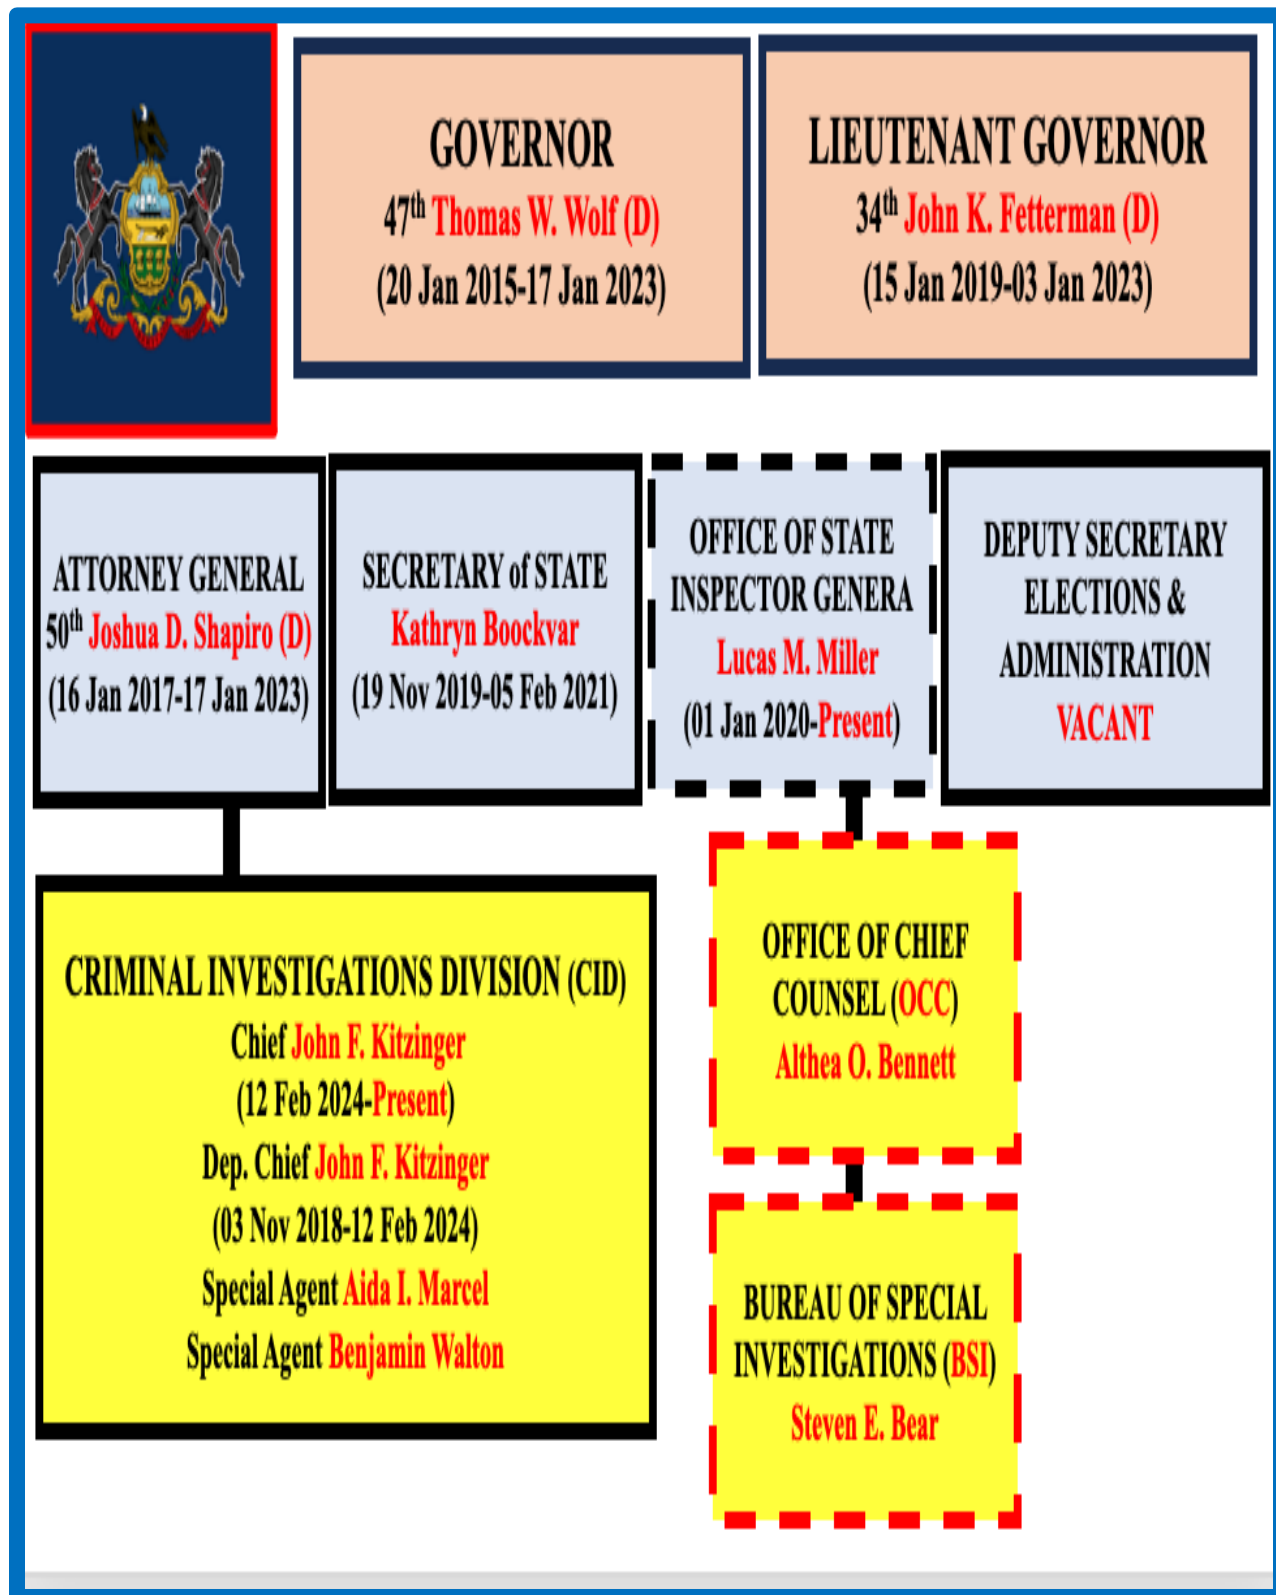 GOVERNOR
47th Thomas W. Wolf (D)
(20 Jan 2015-17 Jan 2023)
LIEUTENANT GOVERNOR
34th John K. Fetterman (D)
(15 Jan 2019-03 Jan 2023)
ATTORNEY GENERAL
50th Joshua D. Shapiro (D)
(16 Jan 2017-17 Jan 2023)
SECRETARY of STATE
Kathryn Boockvar
(19 Nov 2019-05 Feb 2021)
OFFICE OF STATE
INSPECTOR GENERA
Lucas M. Miller
(01 Jan 2020-Present)
DEPUTY SECRETARY
ELECTIONS &
ADMINISTRATION
VACANT
CRIMINAL INVESTIGATIONS DIVISION (CID)
Chief John F. Kitzinger
(12 Feb 2024-Present)
Dep. Chief John F. Kitzinger
(03 Nov 2018-12 Feb 2024)
Special Agent Aida I. Marcel
Special Agent Benjamin Walton
OFFICE OF CHIEF
COUNSEL (OCC)
Althea O. Bennett
BUREAU OF SPECIAL
INVESTIGATIONS (BSI)
Steven E. Bear